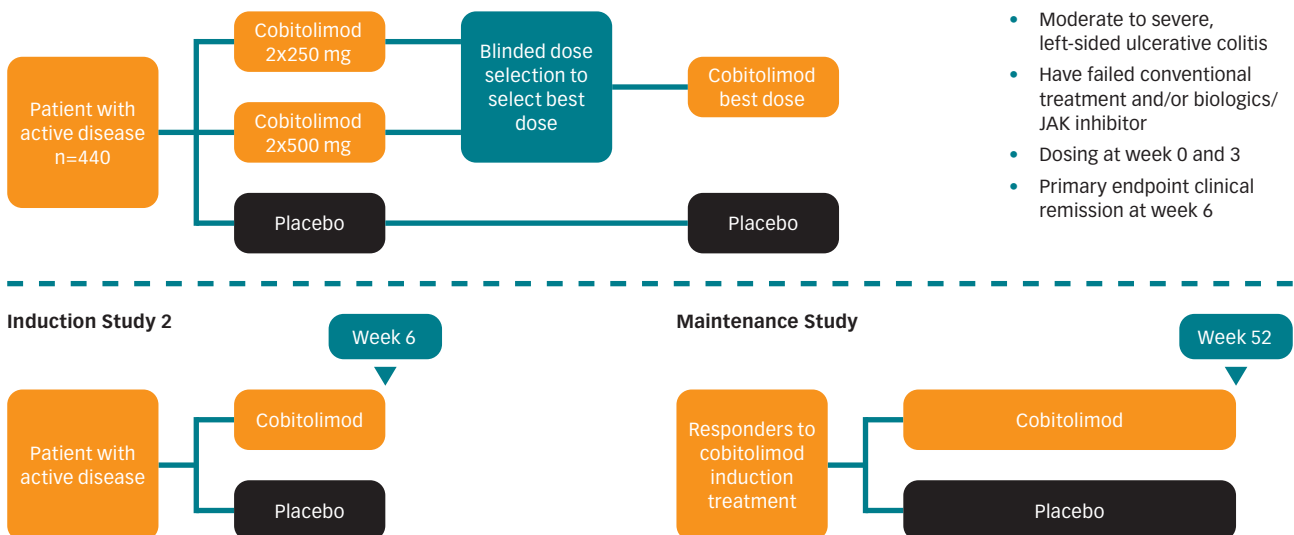 Patient with
active disease
n=440
Cobitolimod
2x250 mg
Cobitolimod
2x500 mg
Placebo
Blinded dose
selection to
select best
dose
Cobitolimod
best dose
Placebo
• Moderate to severe,
left-sided ulcerative colitis
• Have failed conventional
treatment and/or biologics/
JAK inhibitor
• Dosing at week 0 and 3
• Primary endpoint clinical
remission at week 6
Induction Study 2
Week 6
Patient with
active disease
Cobitolimod
Placebo
Maintenance Study
Week 52
Responders to
cobitolimod
induction
treatment
Cobitolimod
Placebo